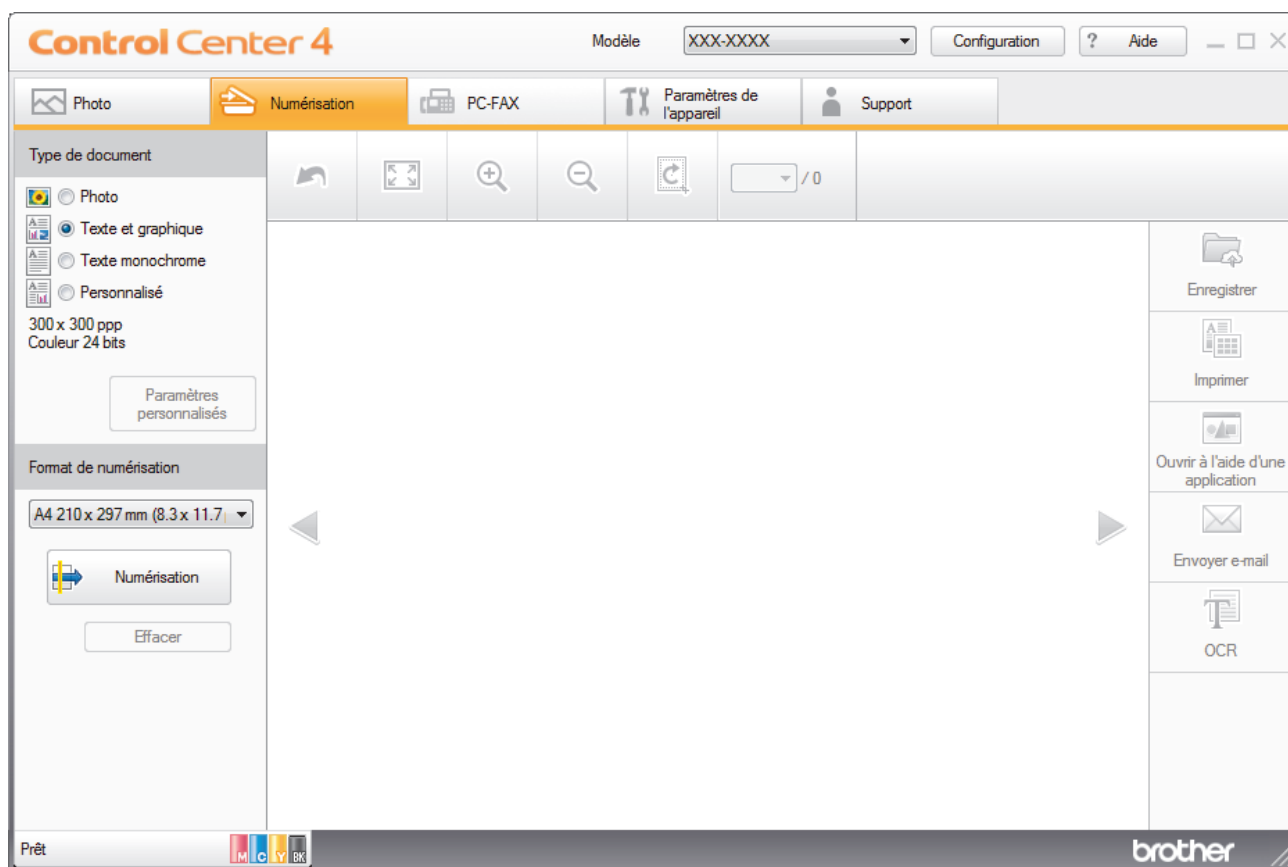 Control Center 4
Modèle
XXX-XXXX
Configuration
? Aide
Photo
Numérisation
PC-FAX
Paramètres de
l'appareil
Support
Type de document
/ 0
Photo
Texte et graphique
Texte monochrome
Personnalisé
300 x 300 ppp
Couleur 24 bits
Paramètres
personnalisés
Format de numérisation
A4 210 x 297 mm (8.3 x 11.7
Numérisation
Effacer
Enregistrer
Imprimer
Ouvrir à l'aide d'une
application
Envoyer e-mail
OCR
Prêt
M C Y BK
brother